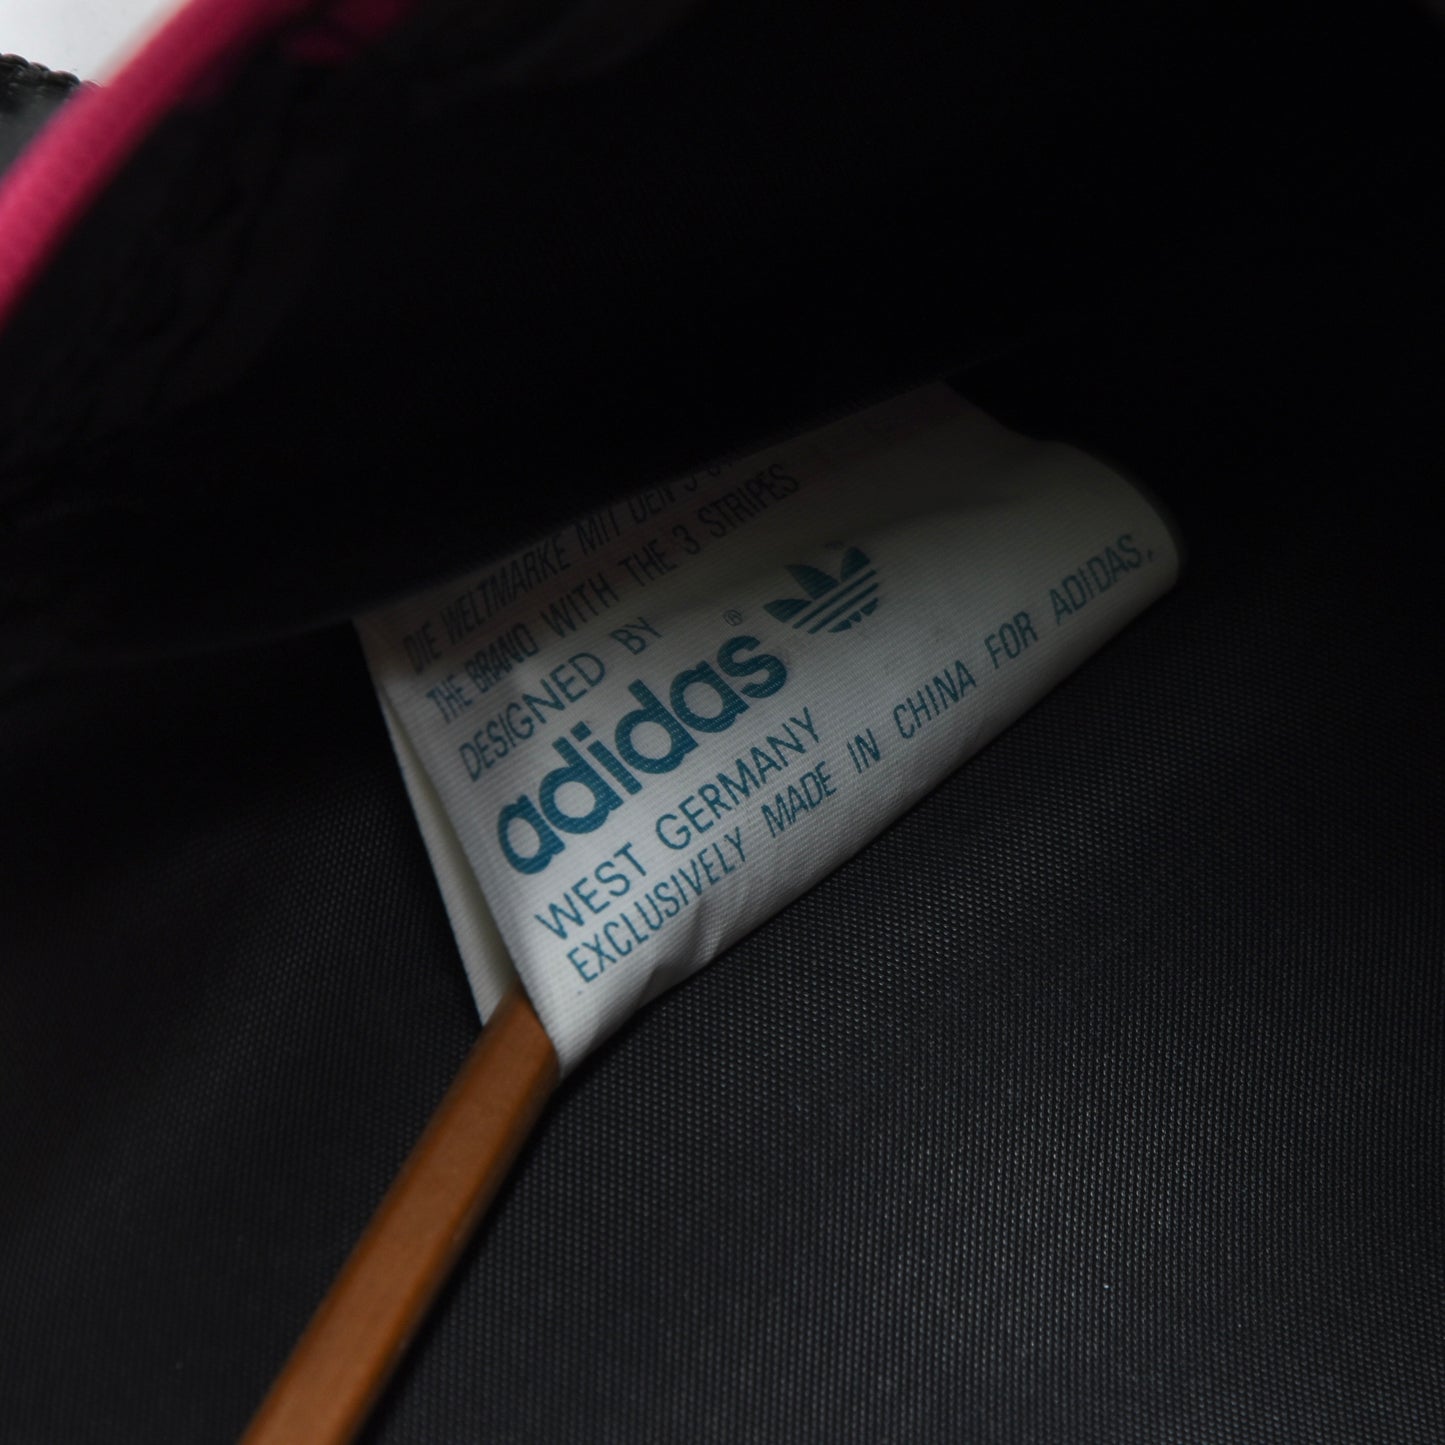 DIE WELTMARKE MIT DEN 3
THE BRAND WITH THE 3 STRIPES
DESIGNED BY
adidas®
WEST GERMANY
EXCLUSIVELY MADE IN CHINA FOR ADIDAS.